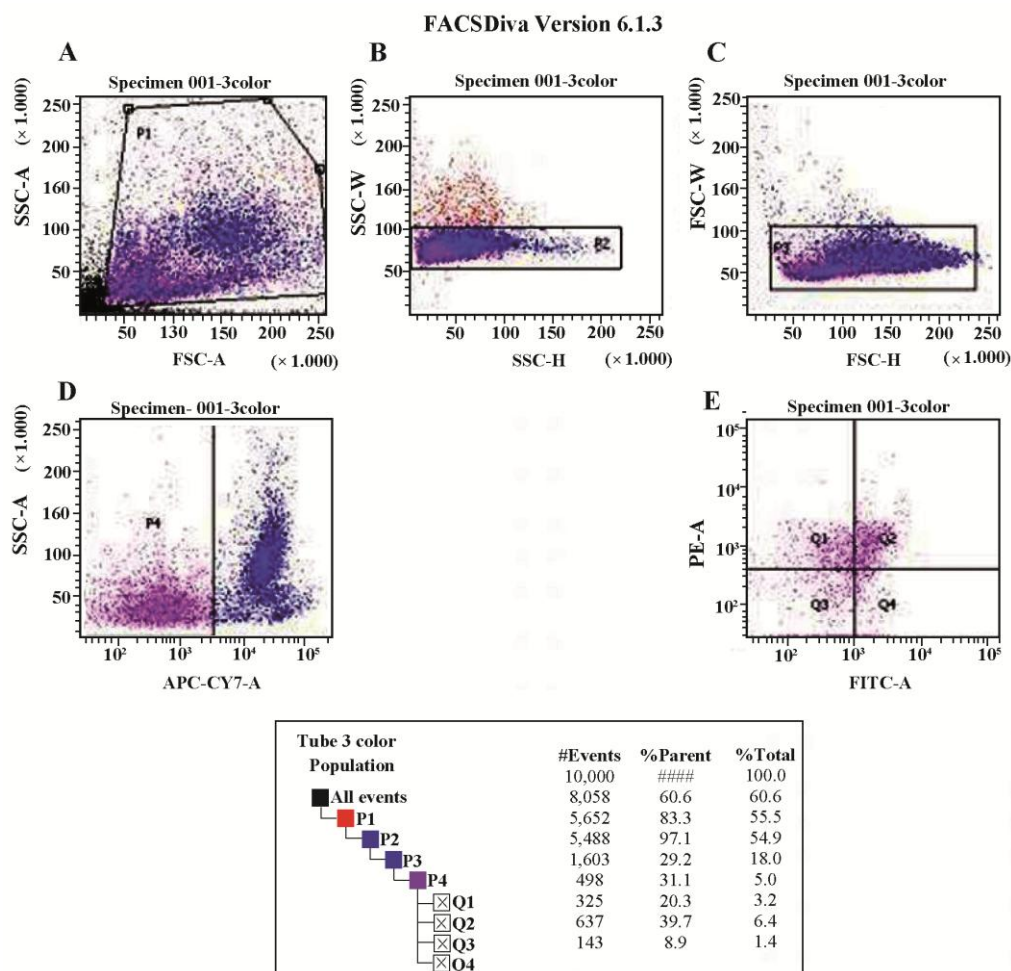 FACSDiva Version 6.1.3
A
Specimen 001-3color
SSC-A (× 1.000)
250
200
160
100
50
P1
50 130 150 200 250
FSC-A (× 1.000)
B
Specimen 001-3color
SSC-W (× 1.000)
250
200
160
100
50
P2
50 100 150 200 250
SSC-H (× 1.000)
C
Specimen 001-3color
FSC-W (× 1.000)
250
200
160
100
50
P3
50 100 150 200 250
FSC-H (× 1.000)
D
Specimen- 001-3color
SSC-A (×1.000)
250
200
160
100
50
P4
10² 10³ 10⁴ 10⁵
APC-CY7-A
E
Specimen 001-3color
PE-A
10⁵
10⁴
10³
10²
Q1 Q2
Q3 Q4
10² 10³ 10⁴ 10⁵
FITC-A
Tube 3 color
Population #Events %Parent %Total
10,000 #### 100.0
All events 8,058 60.6 60.6
P1 5,652 83.3 55.5
P2 5,488 97.1 54.9
P3 1,603 29.2 18.0
P4 498 31.1 5.0
Q1 325 20.3 3.2
Q2 637 39.7 6.4
Q3 143 8.9 1.4
O4